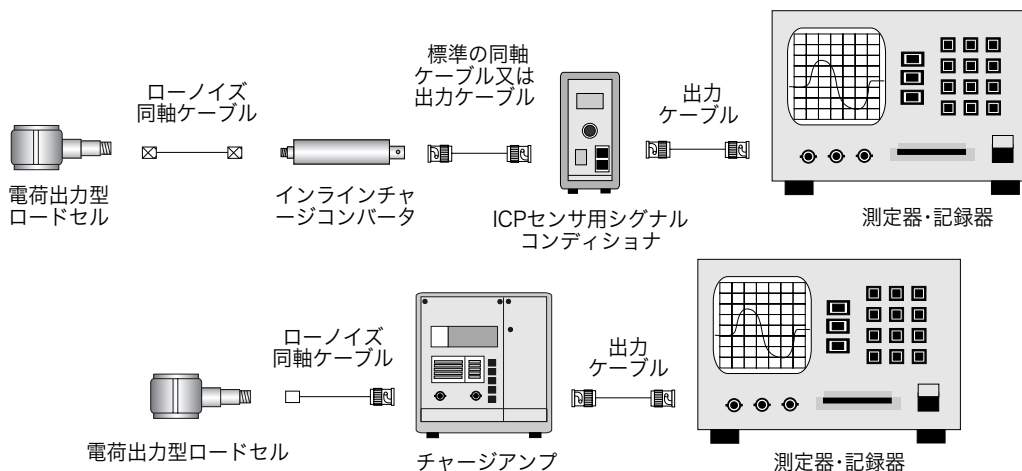 ローノイズ
同軸ケーブル
標準の同軸
ケーブル又は
出力ケーブル
出力
ケーブル
電荷出力型
ロードセル
インラインチャ
ージコンバータ
ICPセンサ用シグナル
コンディショナ
測定器･記録器
ローノイズ
同軸ケーブル
出力
ケーブル
電荷出力型ロードセル
チャージアンプ
測定器･記録器